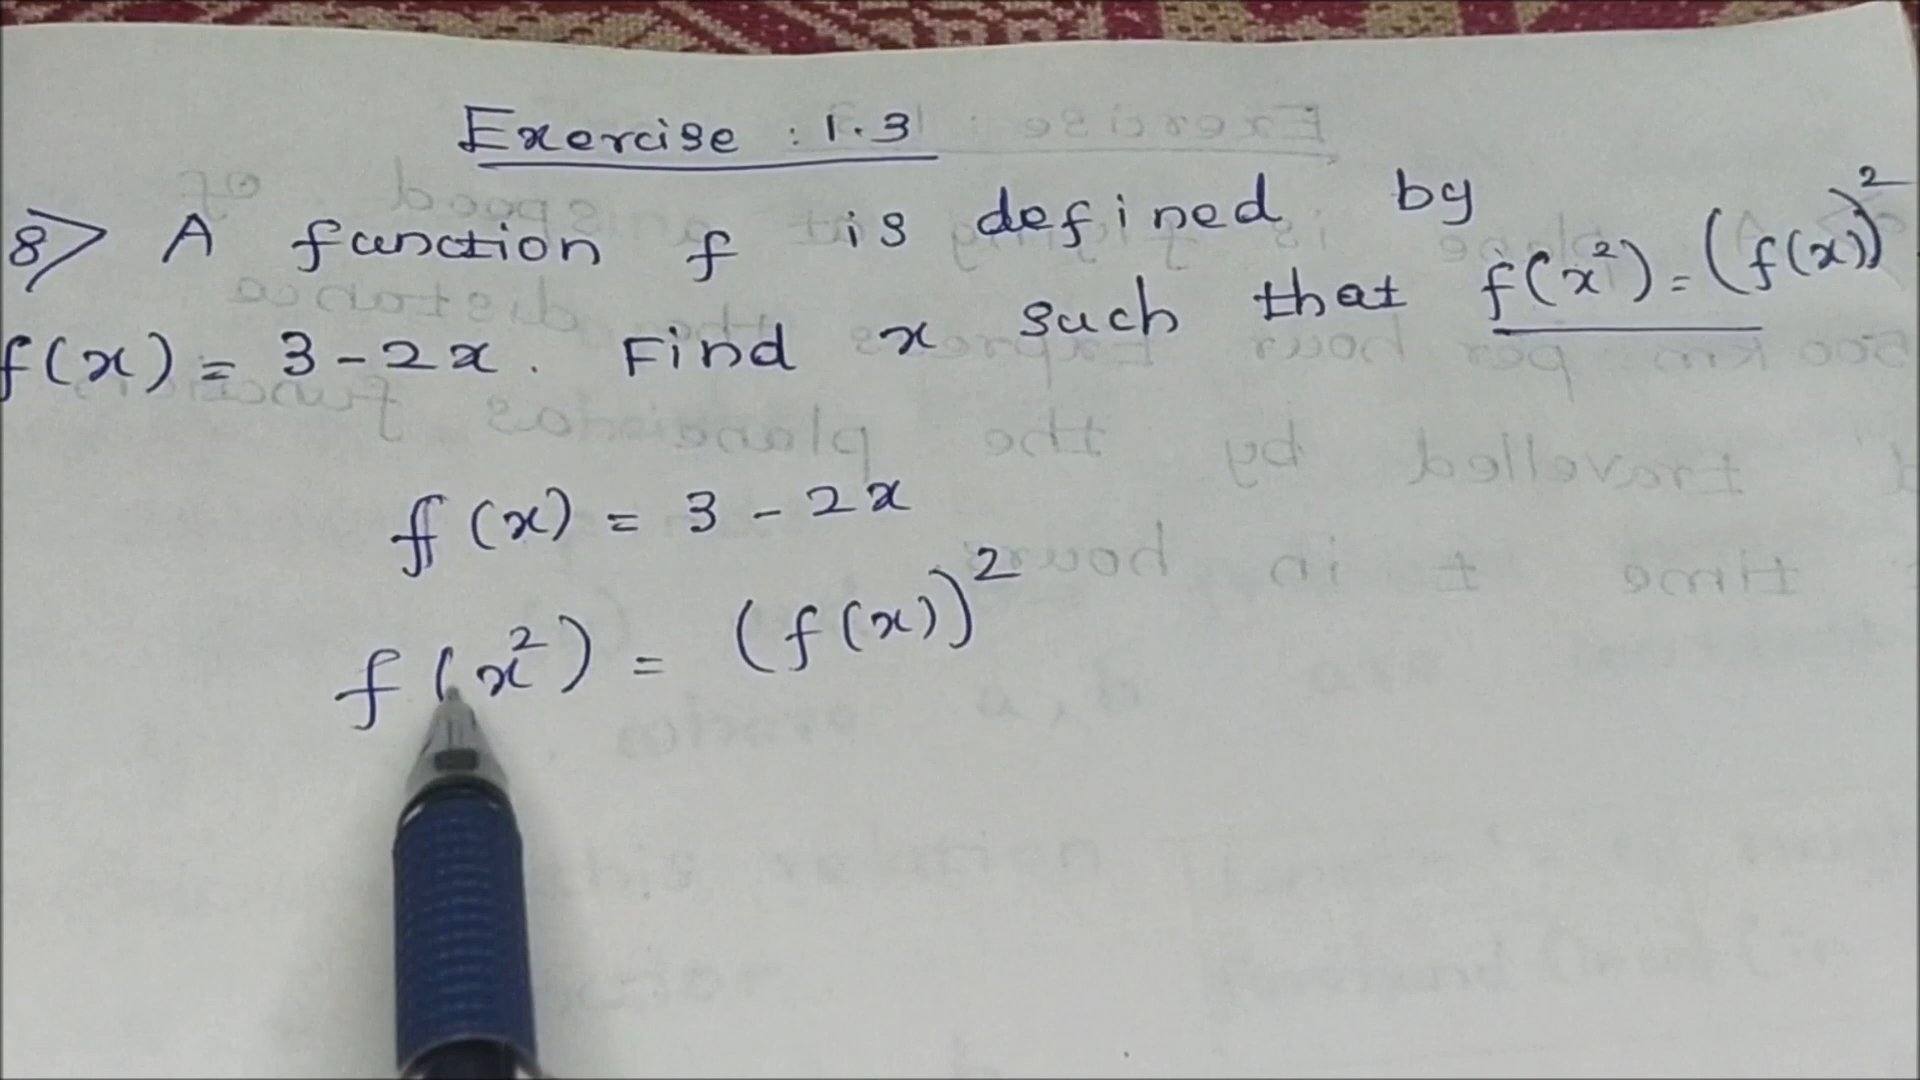 Exercise : 1.3
8> A function f is defined by
f(x) = 3 - 2x. Find x such that f(x²) = (f(x))²
f(x) = 3 - 2x
f(x²) = (f(x))²